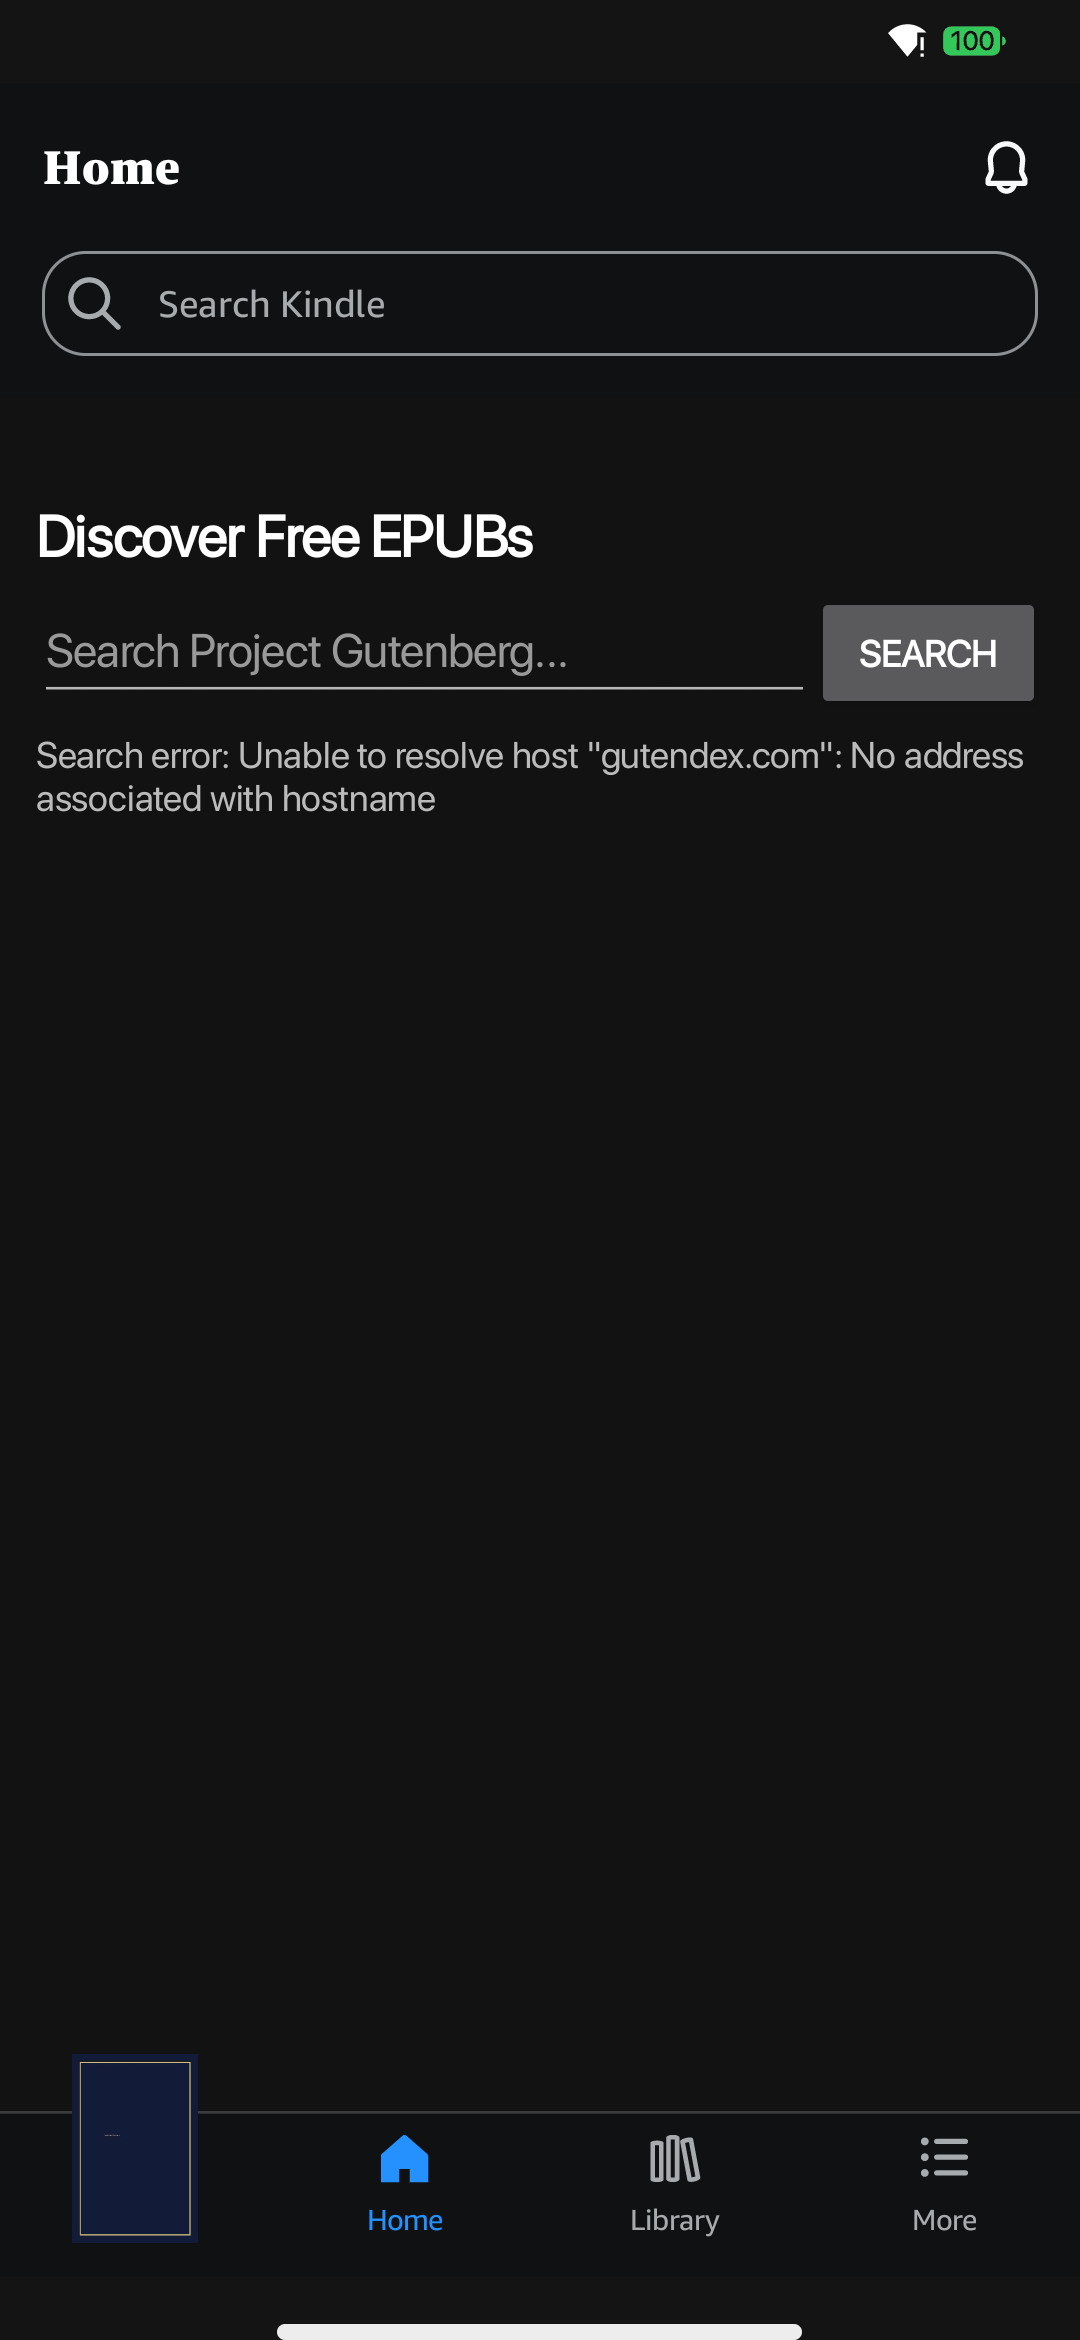 100
Home
Search Kindle
Discover Free EPUBs
Search Project Gutenberg...
SEARCH
Search error: Unable to resolve host "gutendex.com": No address
associated with hostname
Home
Library
More